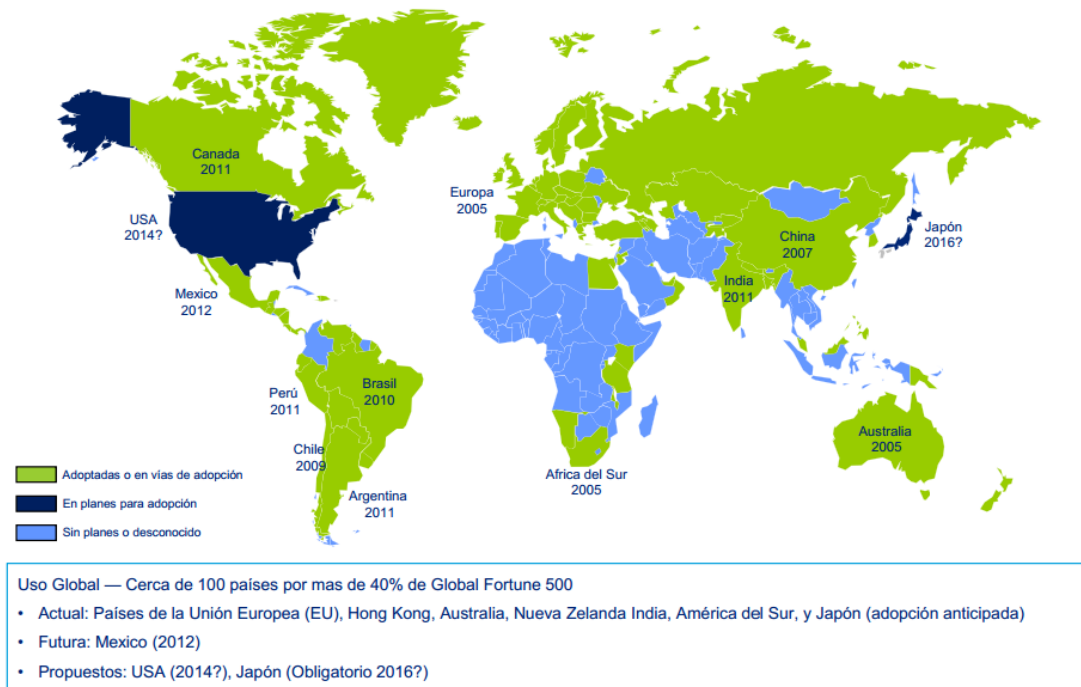 Canada
2011
USA
2014?
Mexico
2012
Europa
2005
China
2007
Japón
2016?
India
2011
Brasil
2010
Perú
2011
Chile
2009
Argentina
2011
Africa del Sur
2005
Australia
2005
Adoptadas o en vías de adopción
En planes para adopción
Sin planes o desconocido
Uso Global — Cerca de 100 países por mas de 40% de Global Fortune 500
• Actual: Países de la Unión Europea (EU), Hong Kong, Australia, Nueva Zelanda India, América del Sur, y Japón (adopción anticipada)
• Futura: Mexico (2012)
• Propuestos: USA (2014?), Japón (Obligatorio 2016?)